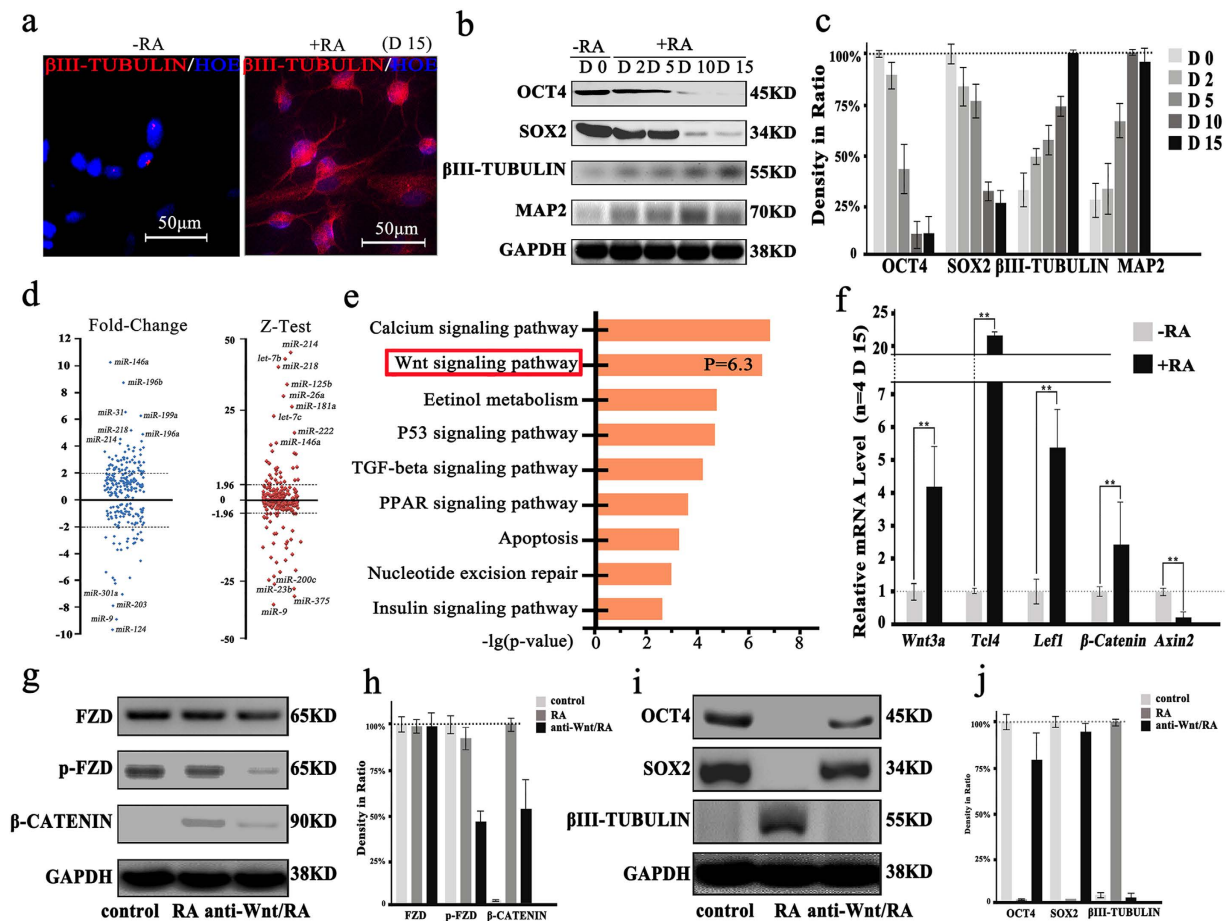 a
-RA
+RA
(D 15)
βIII-TUBULIN/HOE
βIII-TUBULIN/HOE
50μm
50μm
b
-RA
+RA
D 0
D 2
D 5
D 10
D 15
OCT4
45KD
SOX2
34KD
βIII-TUBULIN
55KD
MAP2
70KD
GAPDH
38KD
c
Density in Ratio
100%
75%
50%
25%
0
OCT4
SOX2
βIII-TUBULIN
MAP2
D 0
D 2
D 5
D 10
D 15
d
Fold-Change
12
10
8
6
4
2
0
-2
-4
-6
-8
-10
miR-146a
miR-196b
miR-31
miR-199a
miR-218
miR-196a
miR-214
miR-301a
miR-203
miR-9
miR-124
Z-Test
50
25
1.96
0
-1.96
-25
-50
miR-214
let-7b
miR-218
miR-125b
miR-26a
miR-181a
let-7c
miR-222
miR-146a
miR-200c
miR-23b
miR-375
miR-9
e
Calcium signaling pathway
Wnt signaling pathway
P=6.3
Eetinol metabolism
P53 signaling pathway
TGF-beta signaling pathway
PPAR signaling pathway
Apoptosis
Nucleotide excision repair
Insulin signaling pathway
-lg(p-value)
0
2
4
6
8
f
Relative mRNA Level (n=4 D 15)
21
20
7
6
5
4
3
2
1
0
**
**
**
**
**
-RA
+RA
Wnt3a
Tcl4
Lef1
β-Catenin
Axin2
g
FZD
65KD
p-FZD
65KD
β-CATENIN
90KD
GAPDH
38KD
control
RA
anti-Wnt/RA
h
control
RA
anti-Wnt/RA
Density in Ratio
100%
75%
50%
25%
0
FZD
p-FZD
β-CATENIN
i
OCT4
45KD
SOX2
34KD
βIII-TUBULIN
55KD
GAPDH
38KD
control
RA
anti-Wnt/RA
j
control
RA
anti-Wnt/RA
Density in Ratio
100%
75%
50%
25%
0
OCT4
SOX2
βIII-TUBULIN